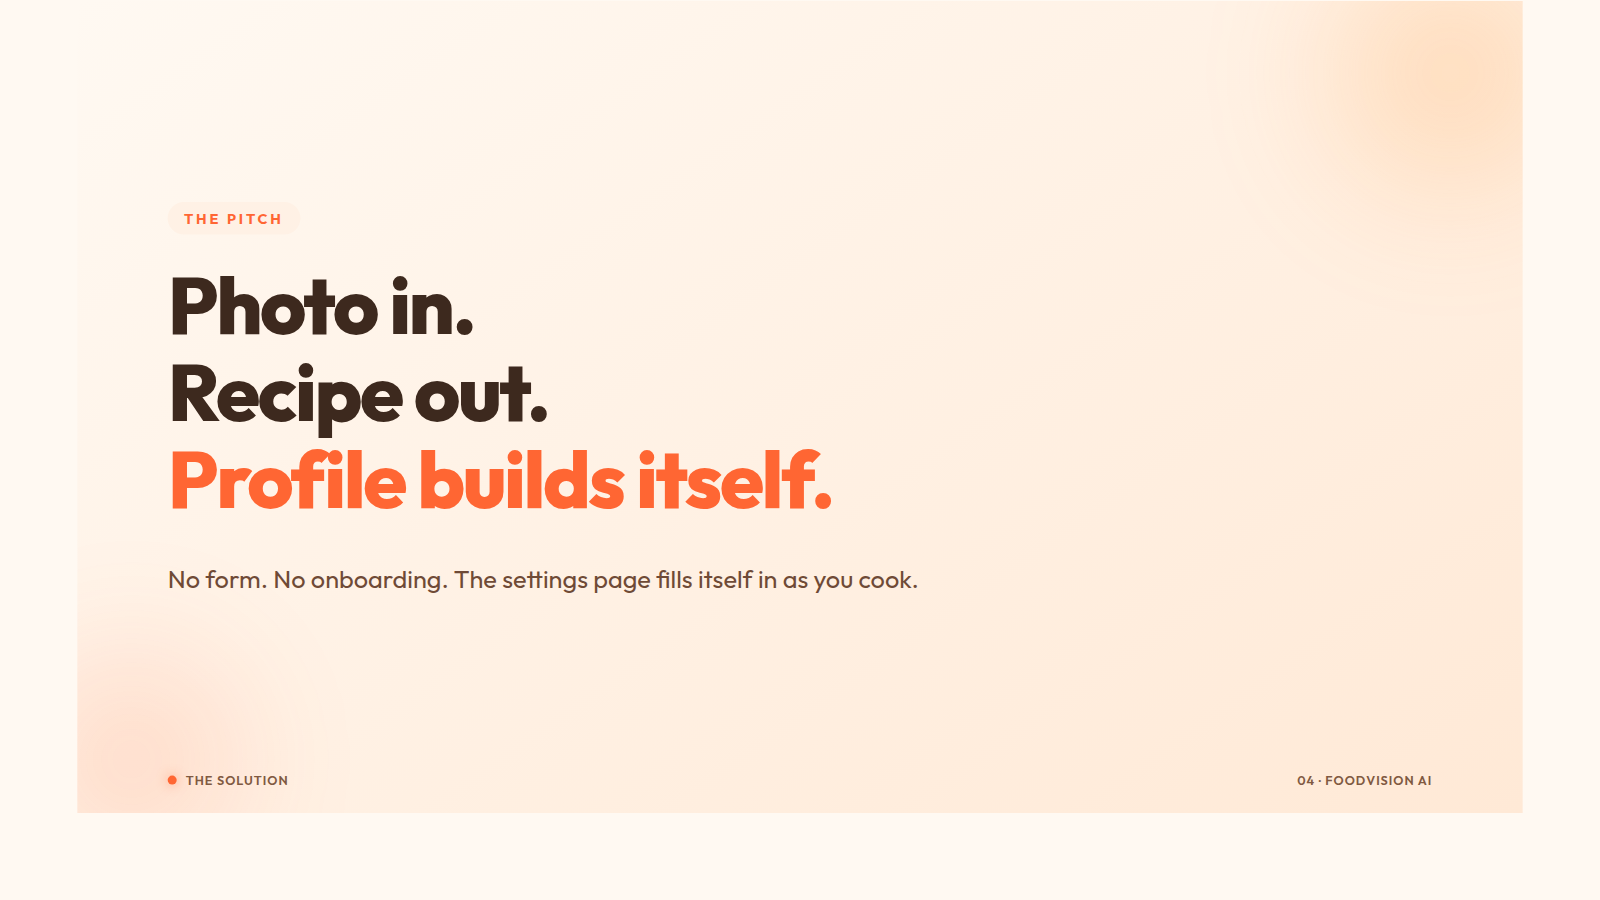 THE PITCH
Photo in.
Recipe out.
Profile builds itself.
No form. No onboarding. The settings page fills itself in as you cook.
THE SOLUTION
04 · FOODVISION AI